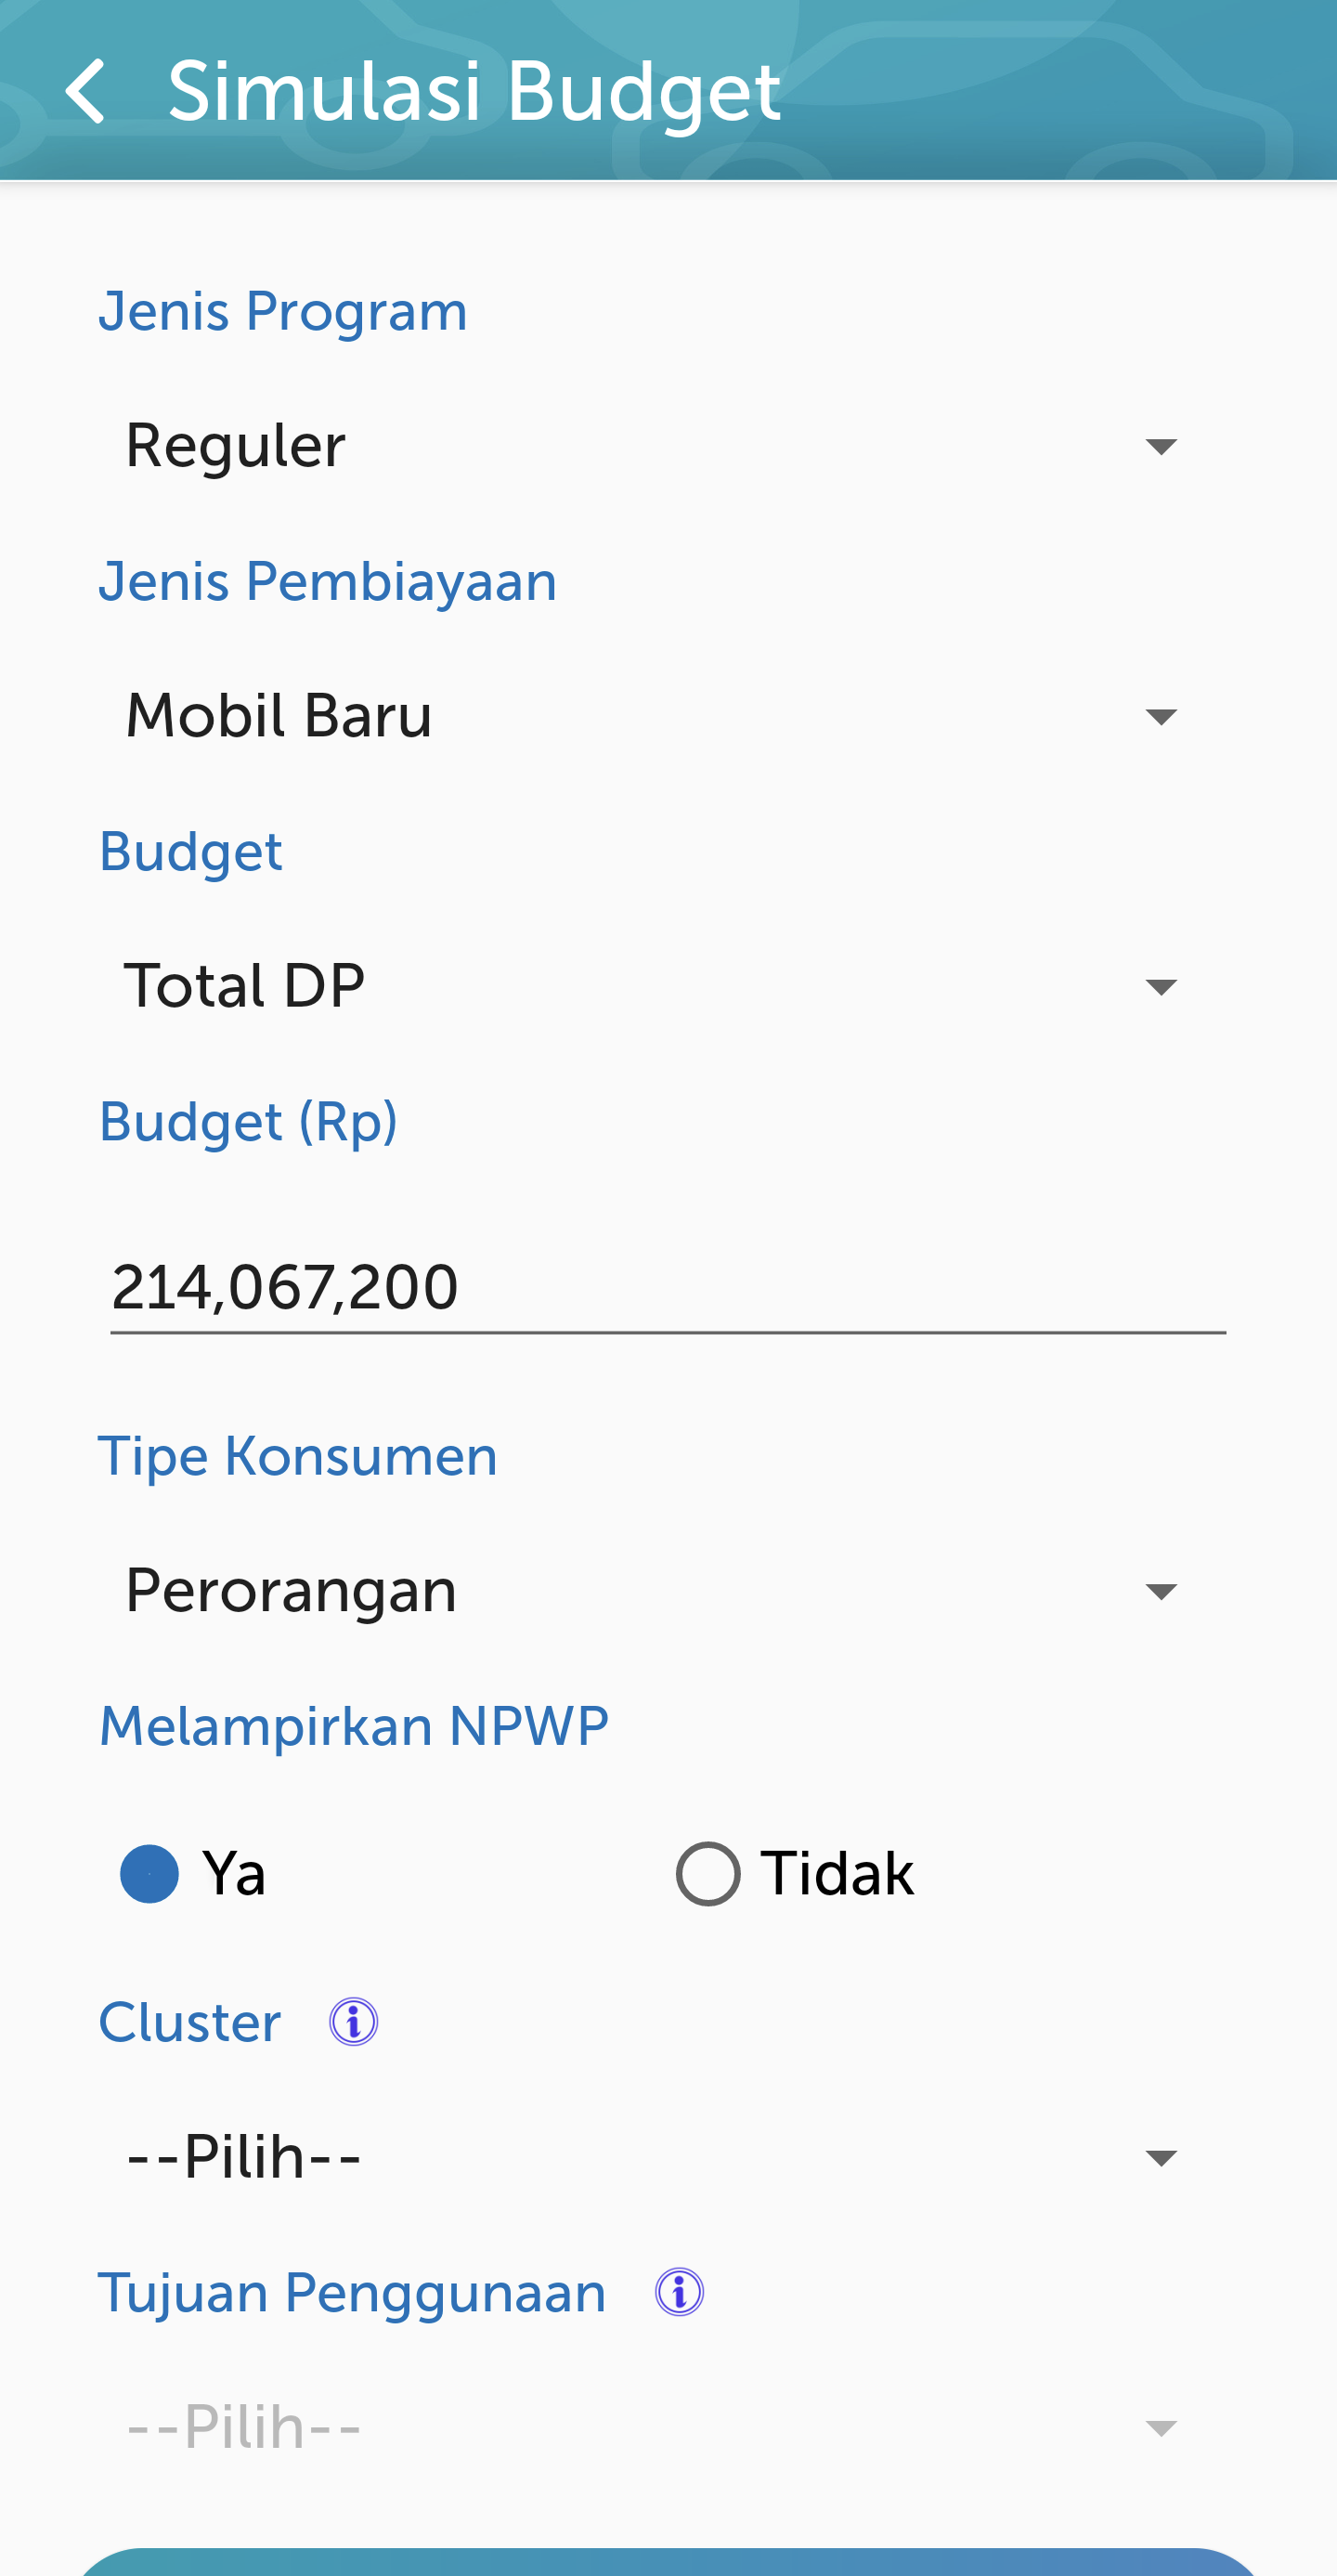 Simulasi Budget
Jenis Program
Reguler
Jenis Pembiayaan
Mobil Baru
Budget
Total DP
Budget (Rp)
214,067,200
Tipe Konsumen
Perorangan
Melampirkan NPWP
Ya Tidak
Cluster
--Pilih--
Tujuan Penggunaan
--Pilih--